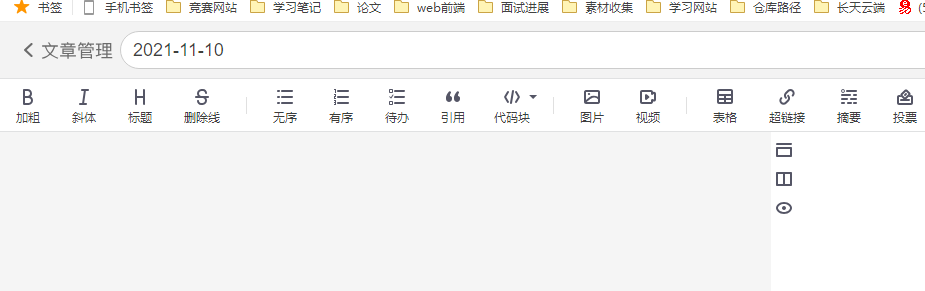 书签 手机书签 竞赛网站 学习笔记 论文 web前端 面试进展 素材收集 学习网站 仓库路径 长天云端 易
文章管理 2021-11-10
B I H S
加粗 斜体 标题 删除线 无序 有序 待办 引用 代码块 图片 视频 表格 超链接 摘要 投票